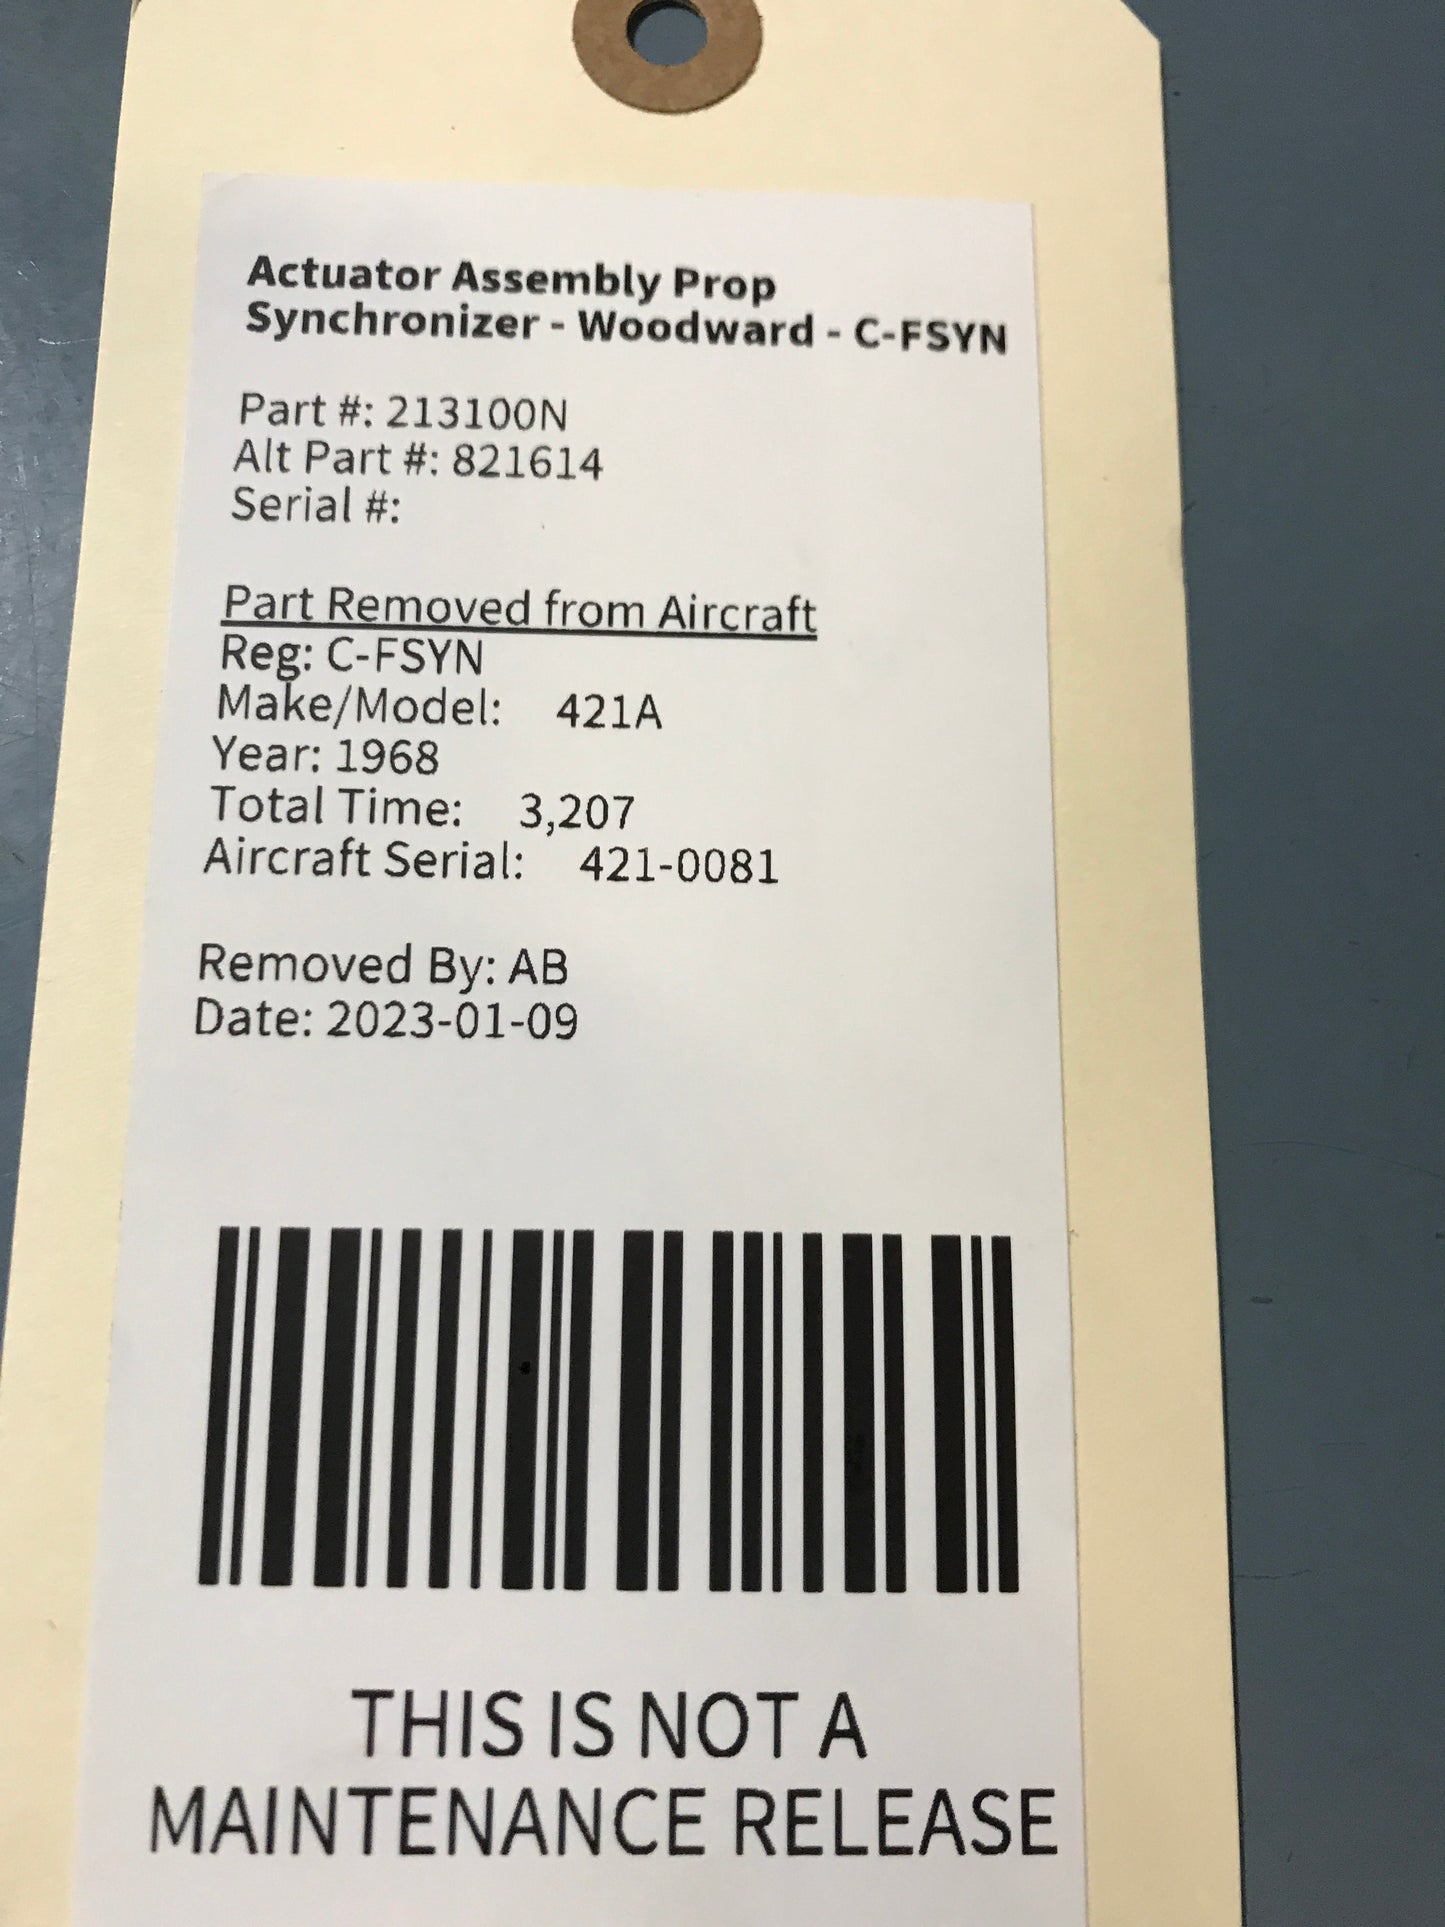 Actuator Assembly Prop
Synchronizer - Woodward - C-FSYN
Part #: 213100N
Alt Part #: 821614
Serial #:
Part Removed from Aircraft
Reg: C-FSYN
Make/Model: 421A
Year: 1968
Total Time: 3,207
Aircraft Serial: 421-0081
Removed By: AB
Date: 2023-01-09
THIS IS NOT A
MAINTENANCE RELEASE